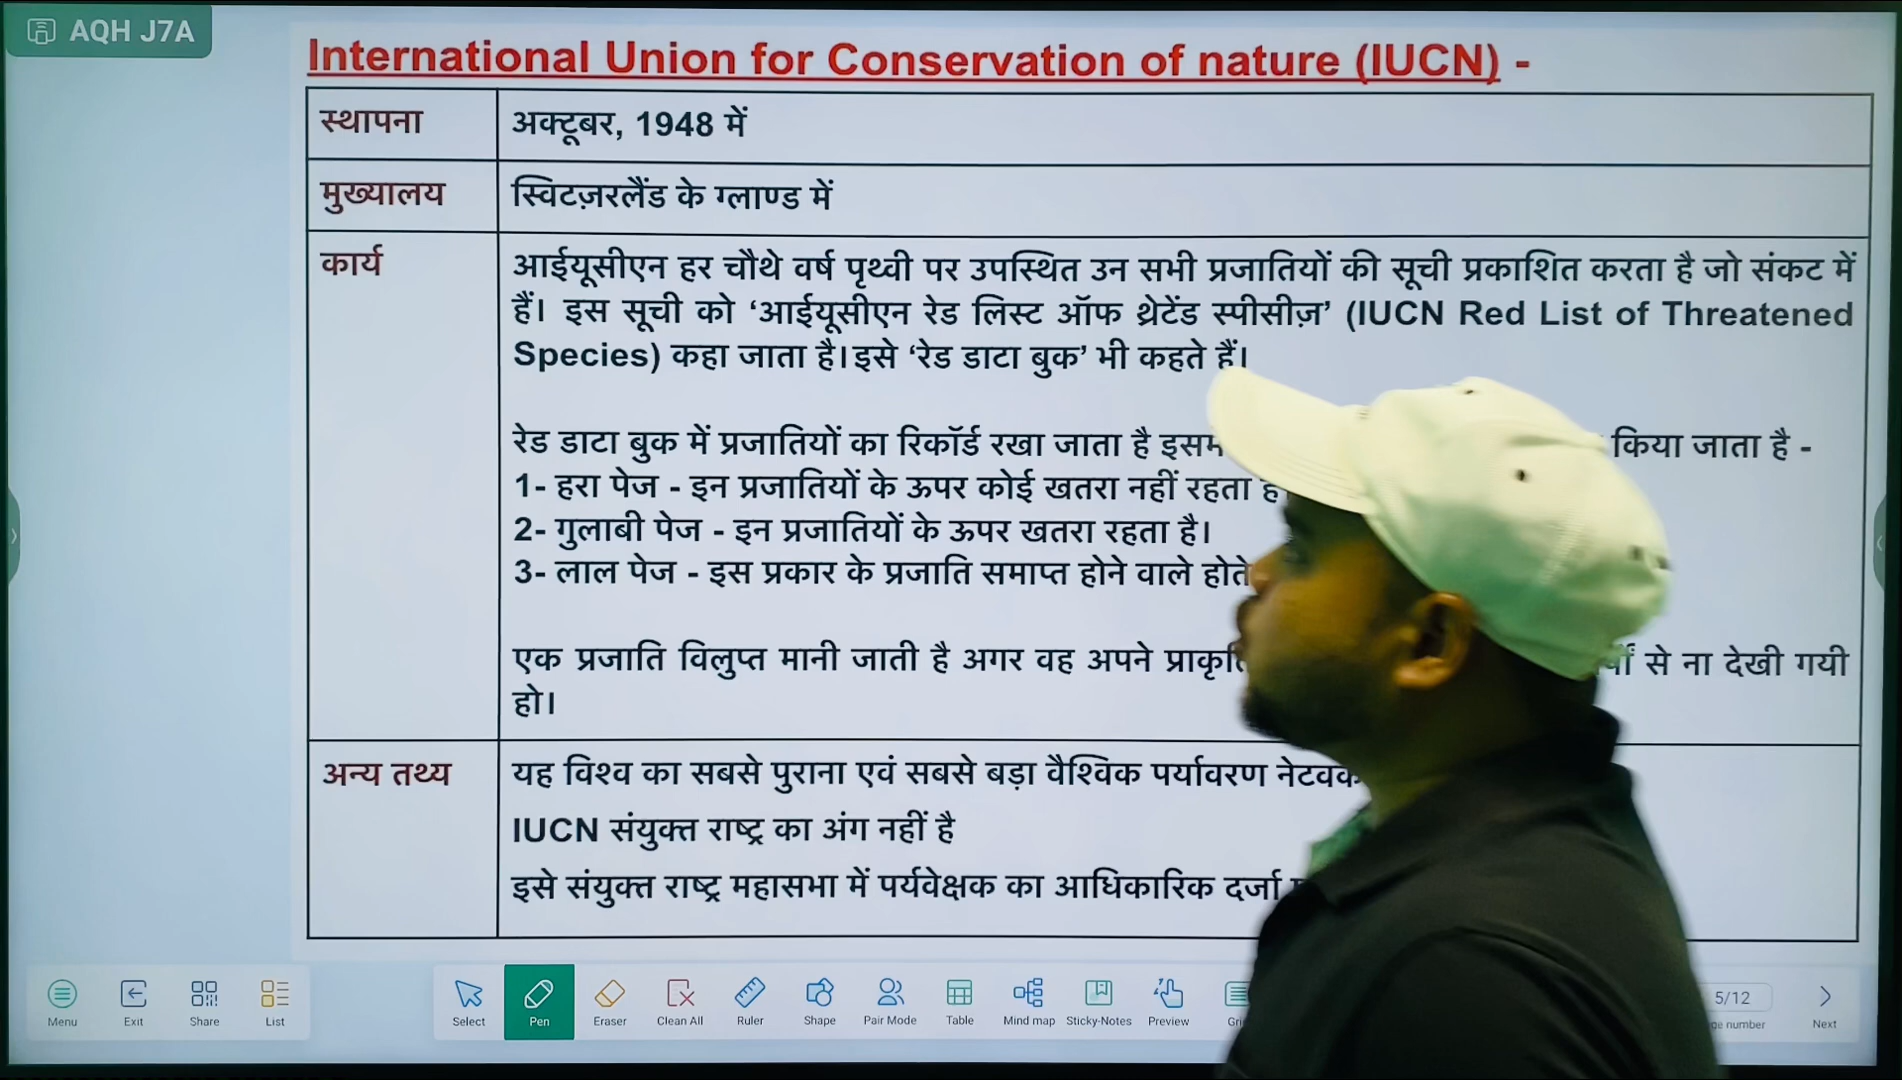 AQH J7A
International Union for Conservation of nature (IUCN) -
स्थापना
अक्टूबर, 1948 में
मुख्यालय
स्विटज़रलैंड के ग्लाण्ड में
कार्य
आईयूसीएन हर चौथे वर्ष पृथ्वी पर उपस्थित उन सभी प्रजातियों की सूची प्रकाशित करता है जो संकट में
हैं। इस सूची को ‘आईयूसीएन रेड लिस्ट ऑफ थ्रेटेंड स्पीसीज़’ (IUCN Red List of Threatened
Species) कहा जाता है। इसे ‘रेड डाटा बुक’ भी कहते हैं।
रेड डाटा बुक में प्रजातियों का रिकॉर्ड रखा जाता है किया जाता है -
1- हरा पेज - इन प्रजातियों के ऊपर कोई खतरा नहीं रहता
2- गुलाबी पेज - इन प्रजातियों के ऊपर खतरा रहता है।
3- लाल पेज - इस प्रकार के प्रजाति समाप्त होने वाले होते
एक प्रजाति विलुप्त मानी जाती है अगर वह अपने से ना देखी गयी
हो।
अन्य तथ्य
यह विश्व का सबसे पुराना एवं सबसे बड़ा वैश्विक पर्यावरण
IUCN संयुक्त राष्ट्र का अंग नहीं है
इसे संयुक्त राष्ट्र महासभा में पर्यवेक्षक का आधिकारिक दर्जा
Menu Exit Share List Select Pen Eraser Clean All Ruler Shape Pair Mode Table Mind map Sticky-Notes Preview 5/12 number Next